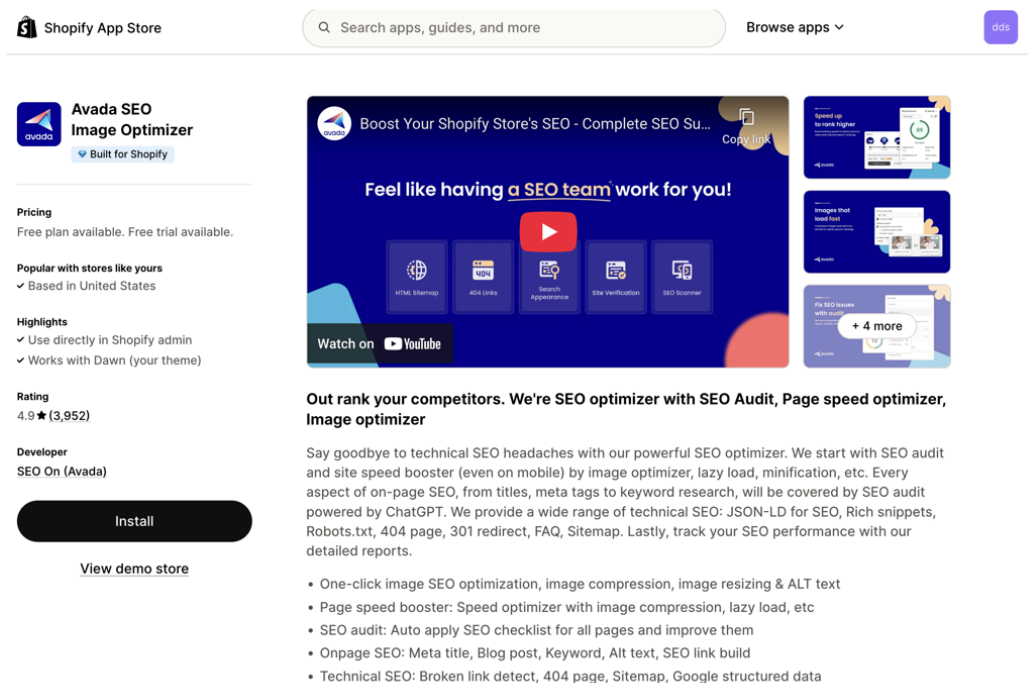 Shopify App Store
Search apps, guides, and more
Browse apps
dds
avada
Avada SEO
Image Optimizer
Built for Shopify
Pricing
Free plan available. Free trial available.
Popular with stores like yours
Based in United States
Highlights
Use directly in Shopify admin
Works with Dawn (your theme)
Rating
4.9★(3,952)
Developer
SEO On (Avada)
Install
View demo store
avada
Boost Your Shopify Store's SEO - Complete SEO Su...
Copy link
Feel like having a SEO team work for you!
HTML Sitemap
404
404 Links
Search
Appearance
Site Verification
SEO Scanner
Watch on YouTube
Speed up
to rank higher
avada
Images that
load fast
avada
Fix SEO issues
with audit
+ 4 more
avada
Out rank your competitors. We're SEO optimizer with SEO Audit, Page speed optimizer,
Image optimizer
Say goodbye to technical SEO headaches with our powerful SEO optimizer. We start with SEO audit
and site speed booster (even on mobile) by image optimizer, lazy load, minification, etc. Every
aspect of on-page SEO, from titles, meta tags to keyword research, will be covered by SEO audit
powered by ChatGPT. We provide a wide range of technical SEO: JSON-LD for SEO, Rich snippets,
Robots.txt, 404 page, 301 redirect, FAQ, Sitemap. Lastly, track your SEO performance with our
detailed reports.
• One-click image SEO optimization, image compression, image resizing & ALT text
• Page speed booster: Speed optimizer with image compression, lazy load, etc
• SEO audit: Auto apply SEO checklist for all pages and improve them
• Onpage SEO: Meta title, Blog post, Keyword, Alt text, SEO link build
• Technical SEO: Broken link detect, 404 page, Sitemap, Google structured data